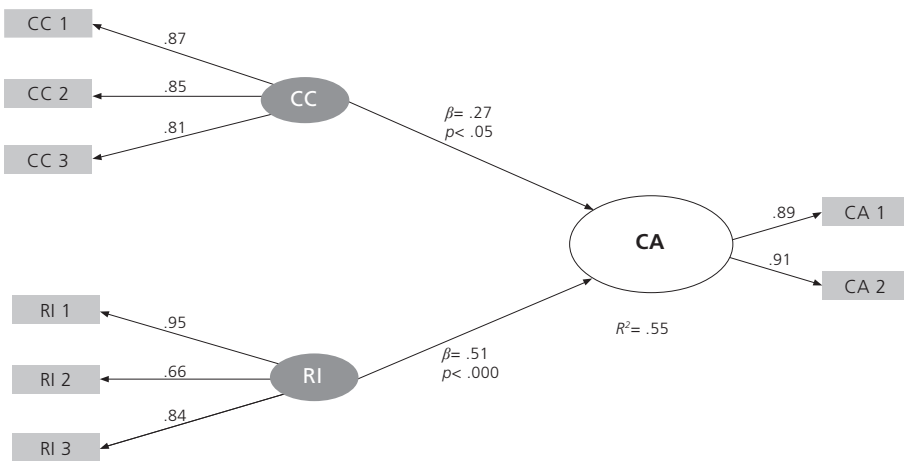 CC 1
.87
CC 2
.85
CC
.81
CC 3
β= .27
p< .05
CA
.89
CA 1
.91
CA 2
R²= .55
RI 1
.95
RI 2
.66
RI
.84
RI 3
β= .51
p< .000